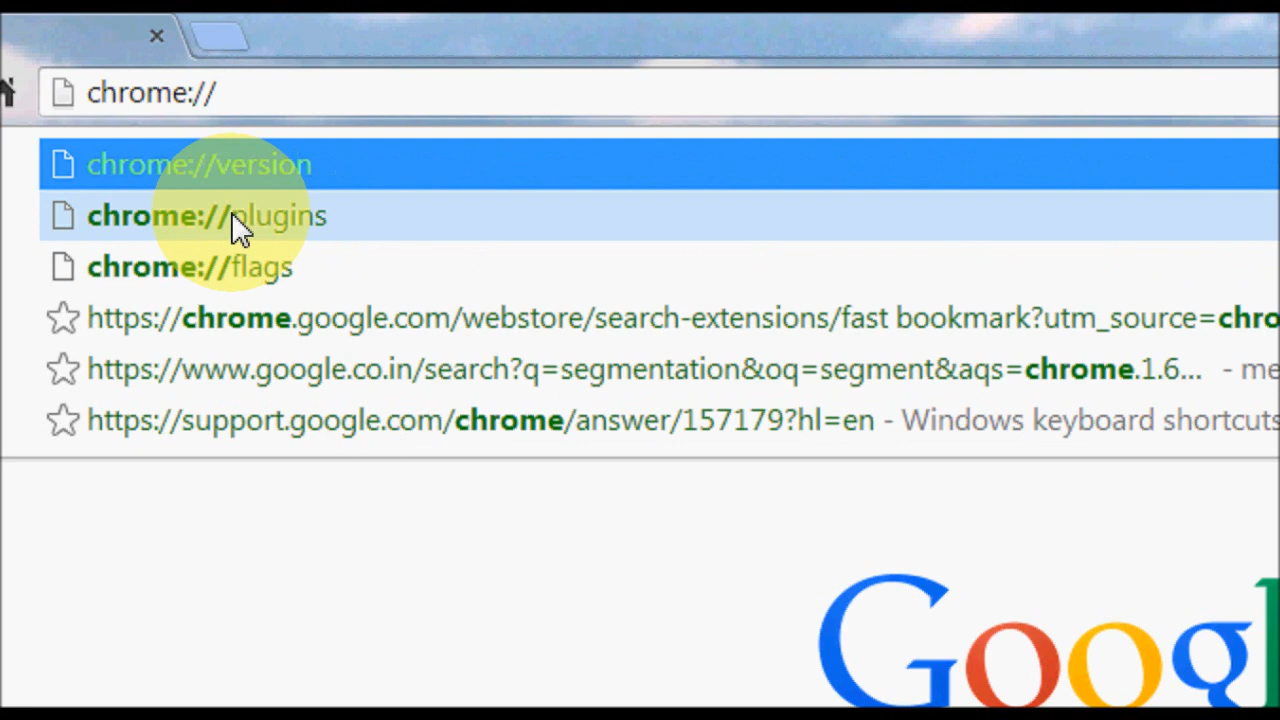 chrome://
chrome://version
chrome://plugins
chrome://flags
https://chrome.google.com/webstore/search-extensions/fast bookmark?utm_source=chro
https://www.google.co.in/search?q=segmentation&oq=segment&aqs=chrome.1.6... - me
https://support.google.com/chrome/answer/157179?hl=en - Windows keyboard shortcuts
Googl